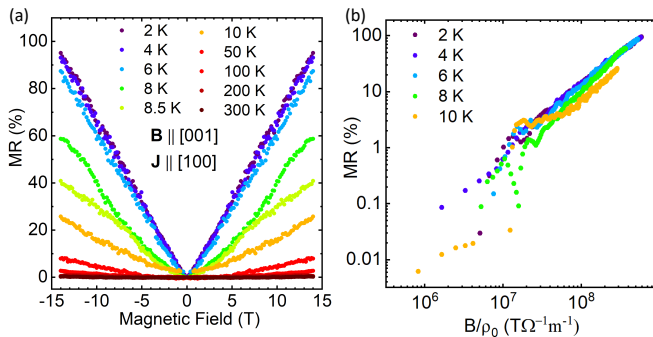 (a)
100
80
60
40
20
0
MR (%)
-15 -10 -5 0 5 10 15
Magnetic Field (T)
2 K
4 K
6 K
8 K
8.5 K
10 K
50 K
100 K
200 K
300 K
B || [001]
J || [100]
(b)
100
10
1
0.1
0.01
MR (%)
10⁶ 10⁷ 10⁸
B/ρ₀ (TΩ⁻¹m⁻¹)
2 K
4 K
6 K
8 K
10 K